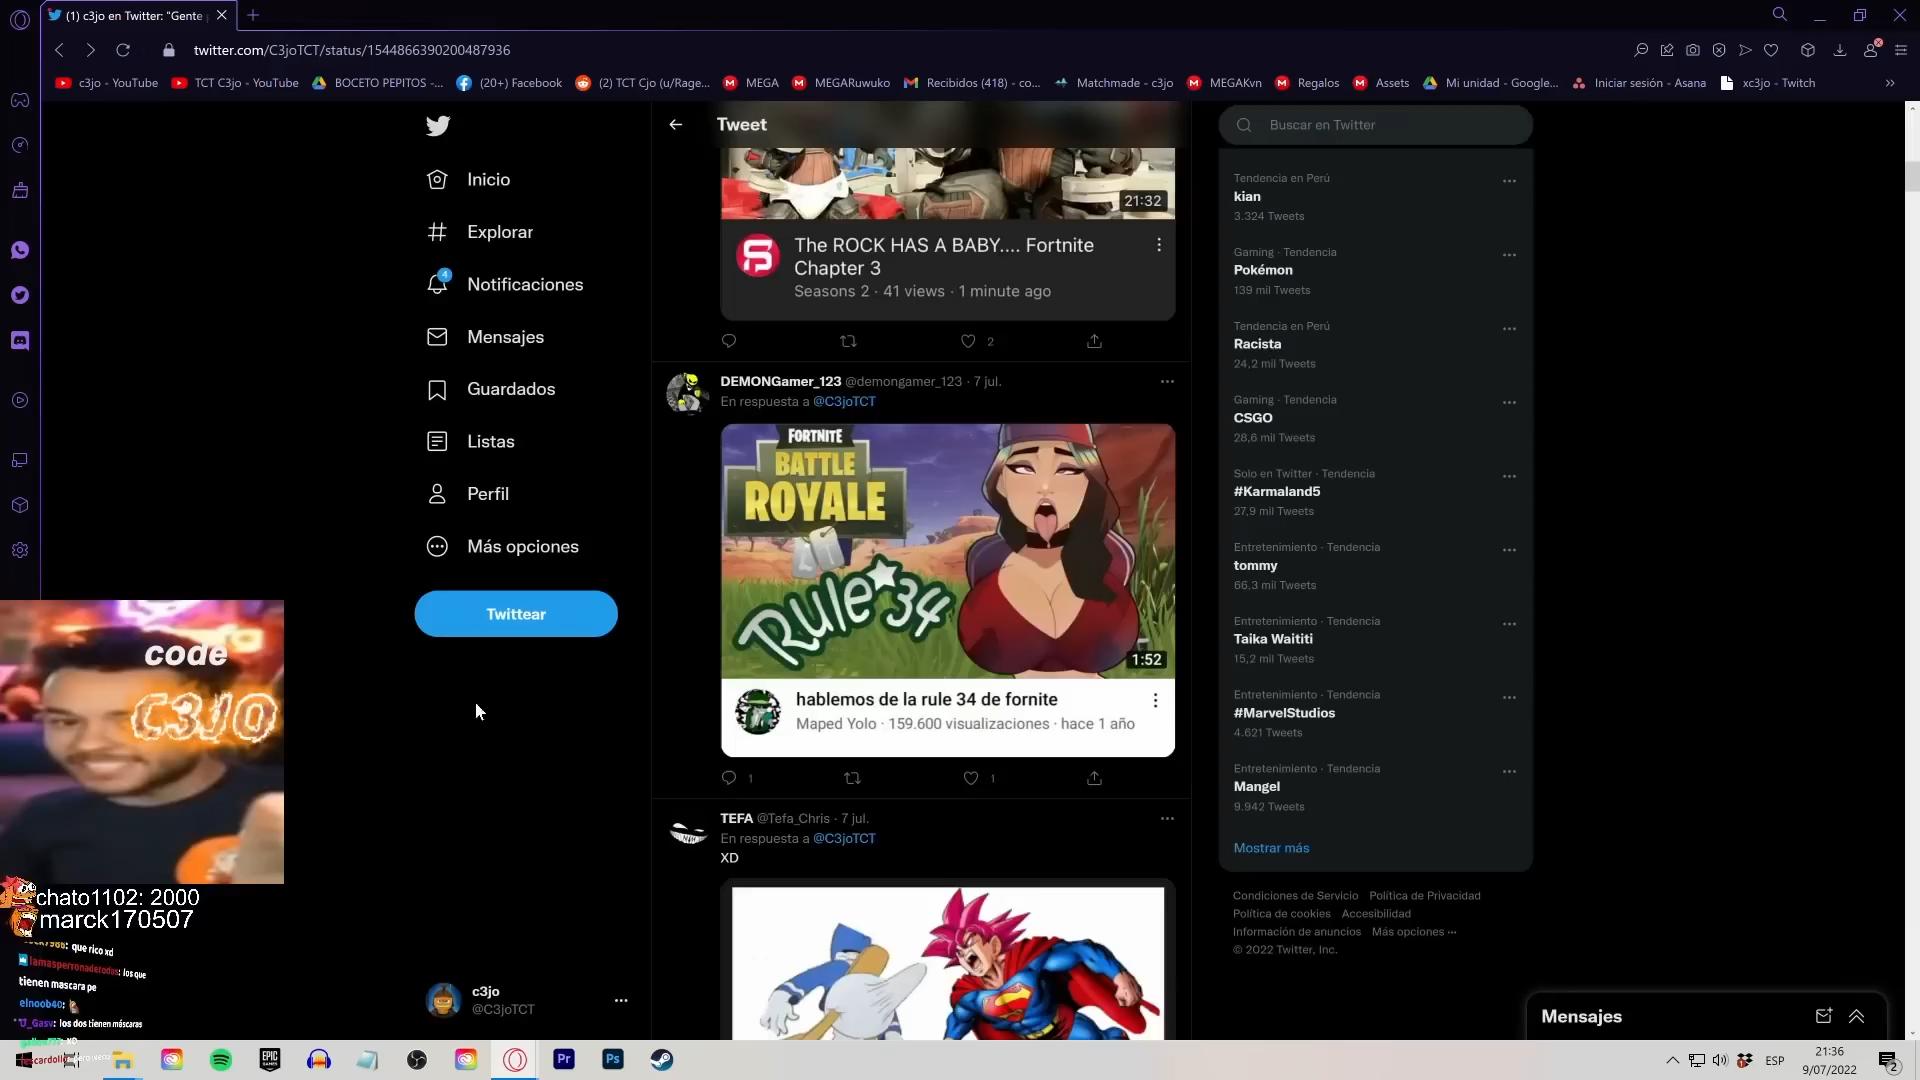 (1) c3jo en Twitter: "Gente
twitter.com/C3joTCT/status/1544866390200487936
c3jo - YouTube
TCT C3jo - YouTube
BOCETO PEPITOS -...
(20+) Facebook
(2) TCT Cjo (u/Rage...
MEGA
MEGARuwuko
Recibidos (418) - co...
Matchmade - c3jo
MEGAKvn
Regalos
Assets
Mi unidad - Google...
Iniciar sesión - Asana
xc3jo - Twitch
Inicio
Explorar
4
Notificaciones
Mensajes
Guardados
Listas
Perfil
Más opciones
Twittear
c3jo
@C3joTCT
Tweet
21:32
The ROCK HAS A BABY.... Fortnite
Chapter 3
Seasons 2 · 41 views · 1 minute ago
2
DEMONGamer_123 @demongamer_123 · 7 jul.
En respuesta a @C3joTCT
FORTNITE
BATTLE
ROYALE
RULE 34
1:52
hablemos de la rule 34 de fornite
Maped Yolo · 159.600 visualizaciones · hace 1 año
1
1
TEFA @Tefa_Chris · 7 jul.
En respuesta a @C3joTCT
XD
Buscar en Twitter
Tendencia en Perú
kian
3.324 Tweets
Gaming · Tendencia
Pokémon
139 mil Tweets
Tendencia en Perú
Racista
24,2 mil Tweets
Gaming · Tendencia
CSGO
28,6 mil Tweets
Solo en Twitter · Tendencia
#Karmaland5
27,9 mil Tweets
Entretenimiento · Tendencia
tommy
66,3 mil Tweets
Entretenimiento · Tendencia
Taika Waititi
15,2 mil Tweets
Entretenimiento · Tendencia
#MarvelStudios
4.621 Tweets
Entretenimiento · Tendencia
Mangel
9.942 Tweets
Mostrar más
Condiciones de Servicio Política de Privacidad
Política de cookies Accesibilidad
Información de anuncios Más opciones ···
© 2022 Twitter, Inc.
Mensajes
code
C3JO
chato1102: 2000
marck170507
que rico xd
lamasperronadetodas: los que
tienen mascara pe
elnoob40:
U_Gasv: los dos tienen máscaras
XD
EPIC
GAMES
Pr
Ps
ESP
21:36
9/07/2022
2